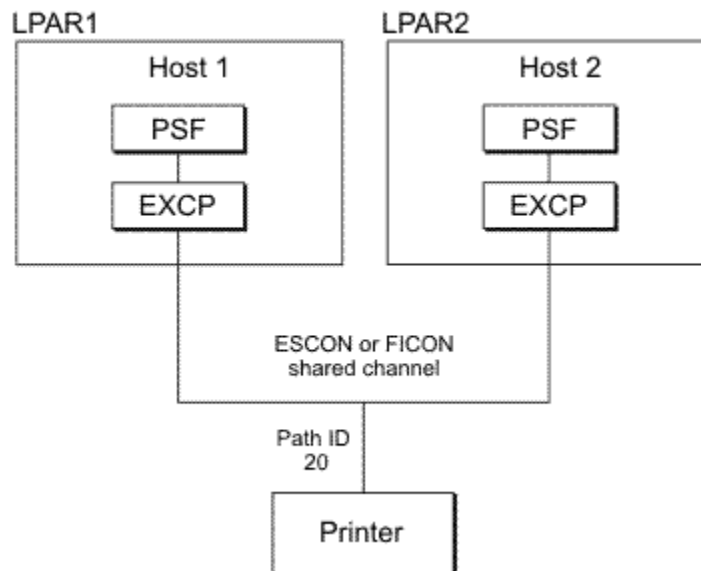 LPAR1
LPAR2
Host 1
Host 2
PSF
PSF
EXCP
EXCP
ESCON or FICON
shared channel
Path ID
20
Printer